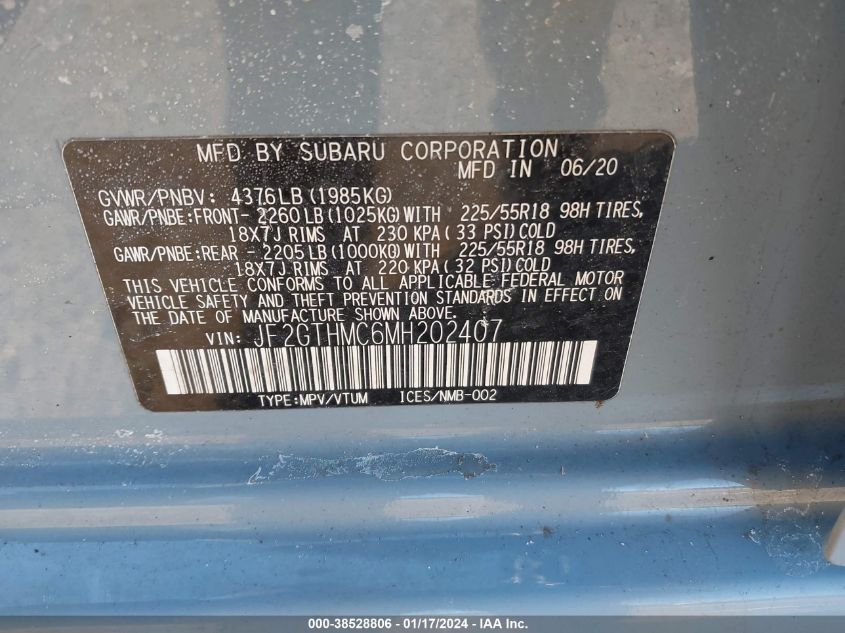 MFD BY SUBARU CORPORATION
MFD IN 06/20
GVWR/PNBV: 4376LB (1985KG)
GAWR/PNBE:FRONT- 2260 LB (1025KG) WITH 225/55R18 98H TIRES,
18X7J RIMS AT 230 KPA ( 33 PSI) COLD
GAWR/PNBE:REAR - 2205 LB (1000KG) WITH 225/55R18 98H TIRES,
18X7J RIMS AT 220 KPA ( 32 PSI) COLD
THIS VEHICLE CONFORMS TO ALL APPLICABLE FEDERAL MOTOR
VEHICLE SAFETY AND THEFT PREVENTION STANDARDS IN EFFECT ON
THE DATE OF MANUFACTURE SHOWN ABOVE.
VIN: JF2GTHMC6MH202407
TYPE:MPV/VTUM ICES/NMB-002
000-38528806 - 01/17/2024 - IAA Inc.